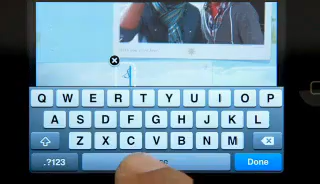 Q W E R T Y U I O P
A S D F G H J K L
Z X C V B N M
.?123 Done